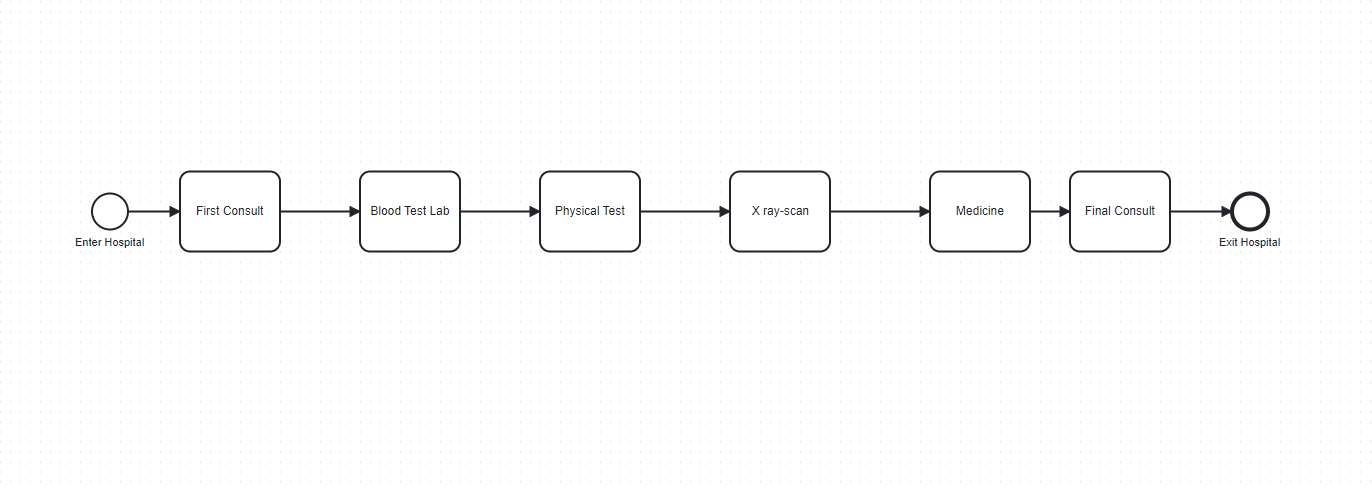 First Consult
Blood Test Lab
Physical Test
X ray-scan
Medicine
Final Consult
Enter Hospital
Exit Hospital